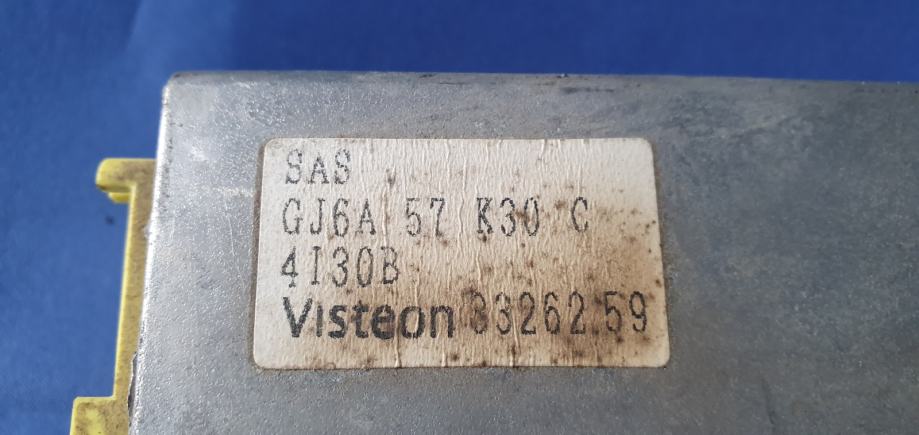 SAS
GJ6A 57 K30 C
4I30B
Visteon 33262.59